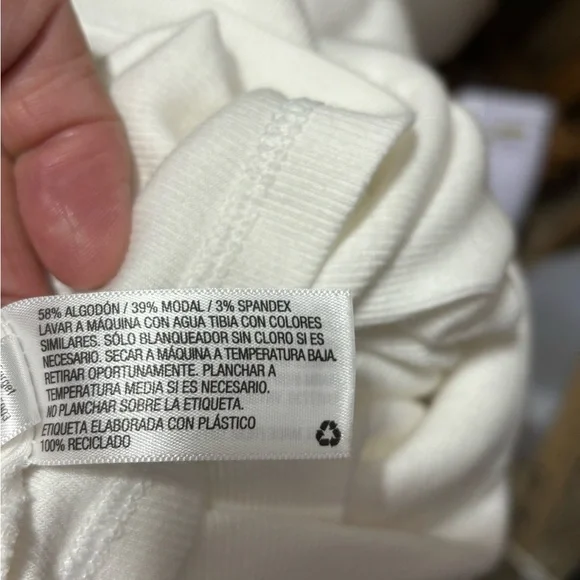 58% ALGODÓN / 39% MODAL / 3% SPANDEX
LAVAR A MÁQUINA CON AGUA TIBIA CON COLORES
SIMILARES. SÓLO BLANQUEADOR SIN CLORO SI ES
NECESARIO. SECAR A MÁQUINA A TEMPERATURA BAJA.
RETIRAR OPORTUNAMENTE. PLANCHAR A
TEMPERATURA MEDIA SI ES NECESARIO.
NO PLANCHAR SOBRE LA ETIQUETA.
ETIQUETA ELABORADA CON PLÁSTICO
100% RECICLADO